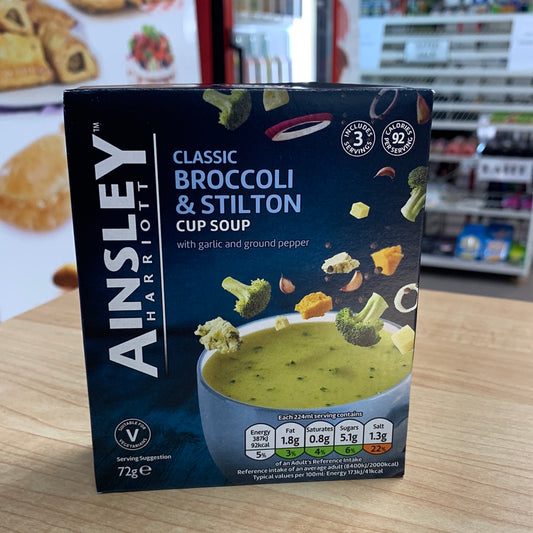 AINSLEY™
HARRIOTT
CLASSIC
BROCCOLI
& STILTON
CUP SOUP
with garlic and ground pepper
INCLUDES
3
SERVINGS
CALORIES
92
PER SERVING
SUITABLE FOR
V
VEGETARIANS
Serving Suggestion
72g℮
Each 224ml serving contains
Energy
387kJ
92kcal
5%
Fat
1.8g
3%
Saturates
0.8g
4%
Sugars
5.1g
6%
Salt
1.3g
22%
of an Adult's Reference Intake
Reference intake of an average adult (8400kJ/2000kcal)
Typical values per 100ml: Energy 173kJ/41kcal